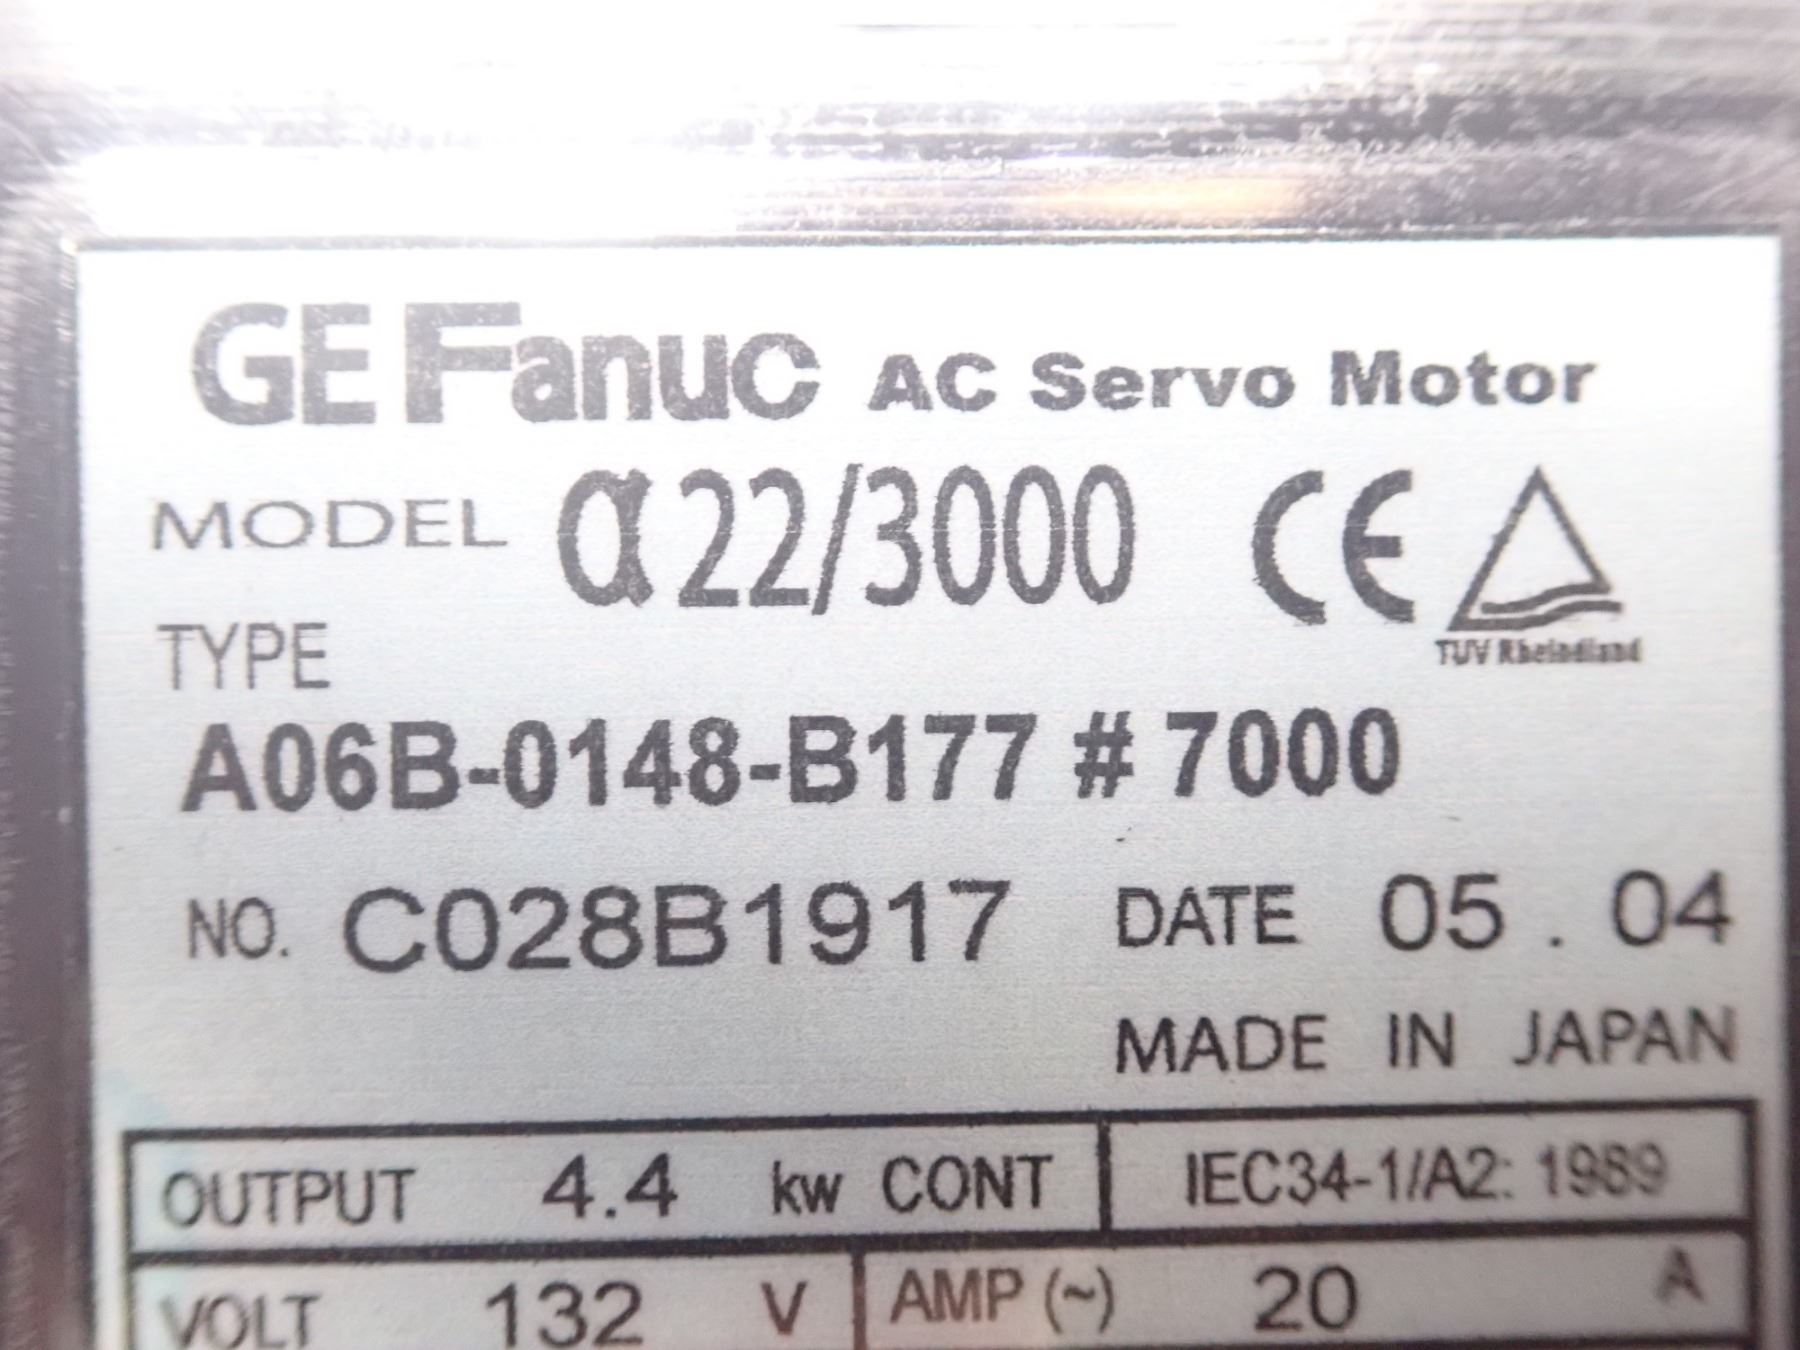 GE Fanuc AC Servo Motor
MODEL α22/3000 CE
TUV Rheindland
TYPE
A06B-0148-B177 # 7000
NO. C028B1917 DATE 05 . 04
MADE IN JAPAN
OUTPUT 4.4 kw CONT IEC34-1/A2: 1989
VOLT 132 V AMP (~) 20 A